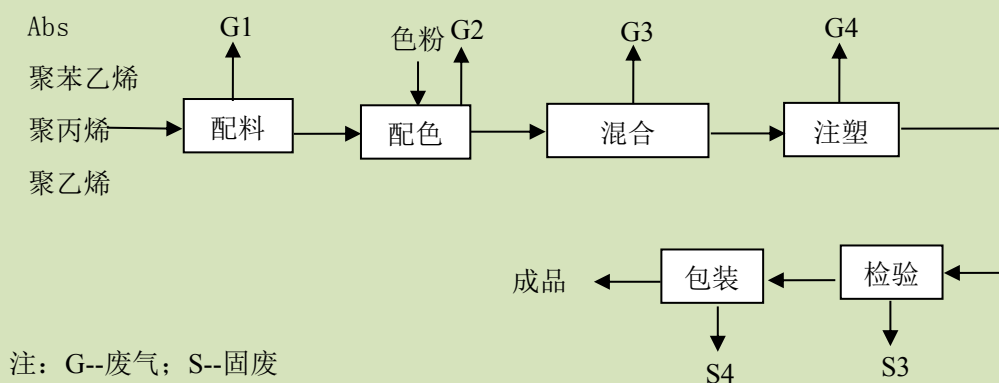 Abs
G1
色粉
G2
G3
G4
聚苯乙烯
聚丙烯
聚乙烯
配料
配色
混合
注塑
成品
包装
检验
S4
S3
注：G--废气；S--固废